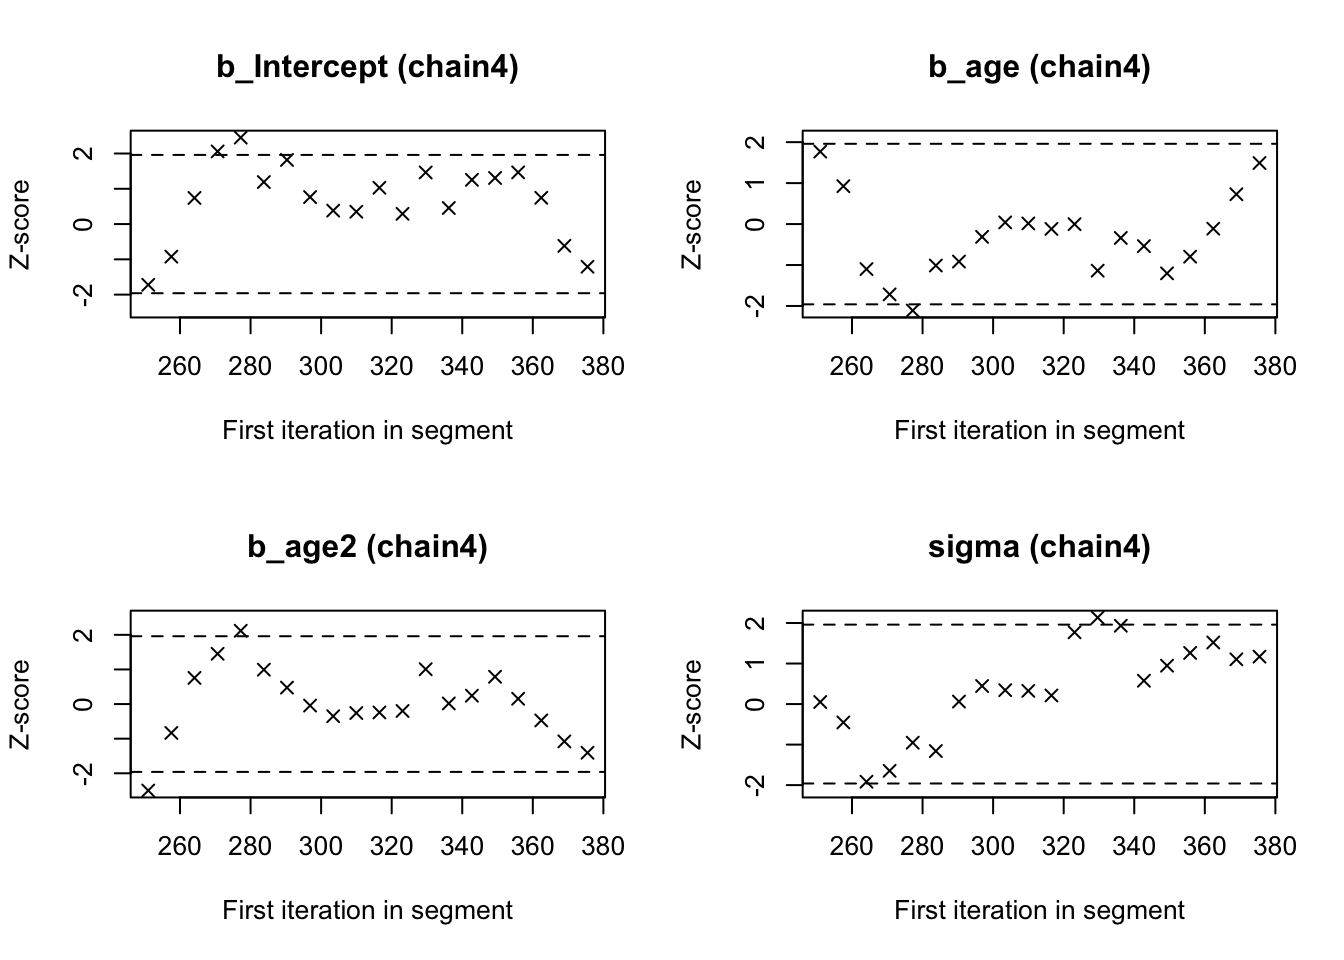 b_Intercept (chain4)
Z-score
2
0
-2
260 280 300 320 340 360 380
First iteration in segment
b_age (chain4)
Z-score
2
1
0
-2
260 280 300 320 340 360 380
First iteration in segment
b_age2 (chain4)
Z-score
2
0
-2
260 280 300 320 340 360 380
First iteration in segment
sigma (chain4)
Z-score
2
1
0
-2
260 280 300 320 340 360 380
First iteration in segment